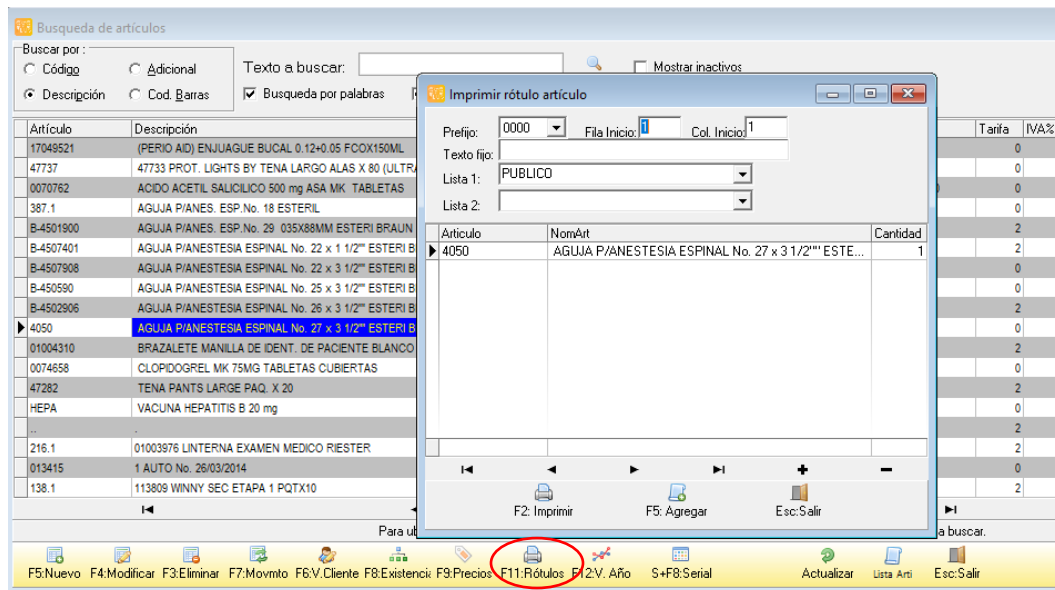 Busqueda de artículos
Buscar por :
Código
Adicional
Texto a buscar:
Mostrar inactivos
Descripción
Cod. Barras
Busqueda por palabras
Artículo Descripción Tarifa IVA%
17049521 (PERIO AID) ENJUAGUE BUCAL 0.12+0.05 FCOX150ML 0
47737 47733 PROT. LIGHTS BY TENA LARGO ALAS X 80 (ULTRA 0
0070762 ACIDO ACETIL SALICILICO 500 mg ASA MK TABLETAS 0
387.1 AGUJA P/ANES. ESP.No. 18 ESTERIL 0
B-4501900 AGUJA P/ANES. ESP.No. 29 035X88MM ESTERI BRAUN 2
B-4507401 AGUJA P/ANESTESIA ESPINAL No. 22 x 1 1/2"" ESTERI B 2
B-4507908 AGUJA P/ANESTESIA ESPINAL No. 22 x 3 1/2"" ESTERI B 0
B-450590 AGUJA P/ANESTESIA ESPINAL No. 25 x 3 1/2"" ESTERI B 0
B-4502906 AGUJA P/ANESTESIA ESPINAL No. 26 x 3 1/2"" ESTERI B 2
4050 AGUJA P/ANESTESIA ESPINAL No. 27 x 3 1/2"" ESTERI B 0
01004310 BRAZALETE MANILLA DE IDENT. DE PACIENTE BLANCO 2
0074658 CLOPIDOGREL MK 75MG TABLETAS CUBIERTAS 0
47282 TENA PANTS LARGE PAQ. X 20 2
HEPA VACUNA HEPATITIS B 20 mg 0
.. . 2
216.1 01003976 LINTERNA EXAMEN MEDICO RIESTER 2
013415 1 AUTO No. 26/03/2014 0
138.1 113809 WINNY SEC ETAPA 1 PQTX10 2
Para ub
a buscar.
Imprimir rótulo artículo
Prefijo: 0000 Fila Inicio: 1 Col. Inicio: 1
Texto fijo:
Lista 1: PUBLICO
Lista 2:
Articulo NomArt Cantidad
4050 AGUJA P/ANESTESIA ESPINAL No. 27 x 3 1/2"" ESTE... 1
F2: Imprimir F5: Agregar Esc:Salir
F5:Nuevo F4:Modificar F3:Eliminar F7:Movmto F6:V.Cliente F8:Existencia F9:Precios F11:Rótulos F12:V. Año S+F8:Serial Actualizar Lista Arti Esc:Salir